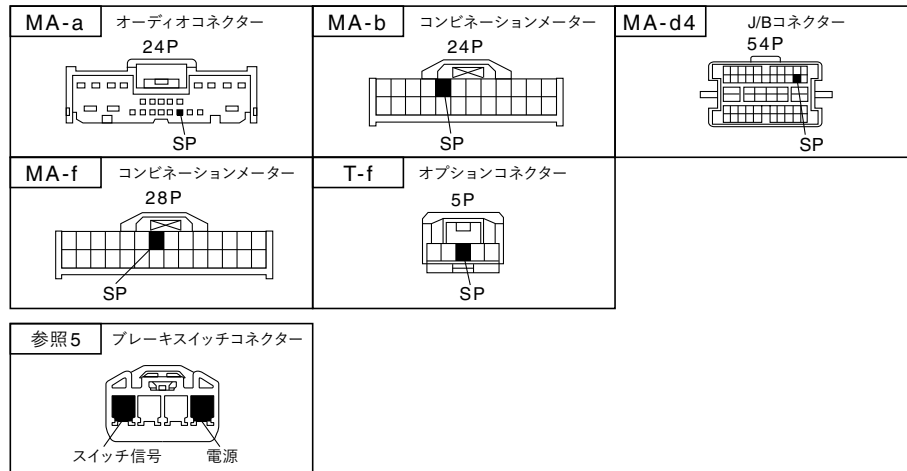 MA-a オーディオコネクター
24P
SP
MA-b コンビネーションメーター
24P
SP
MA-d4 J/Bコネクター
54P
SP
MA-f コンビネーションメーター
28P
SP
T-f オプションコネクター
5P
SP
参照5 ブレーキスイッチコネクター
スイッチ信号 電源